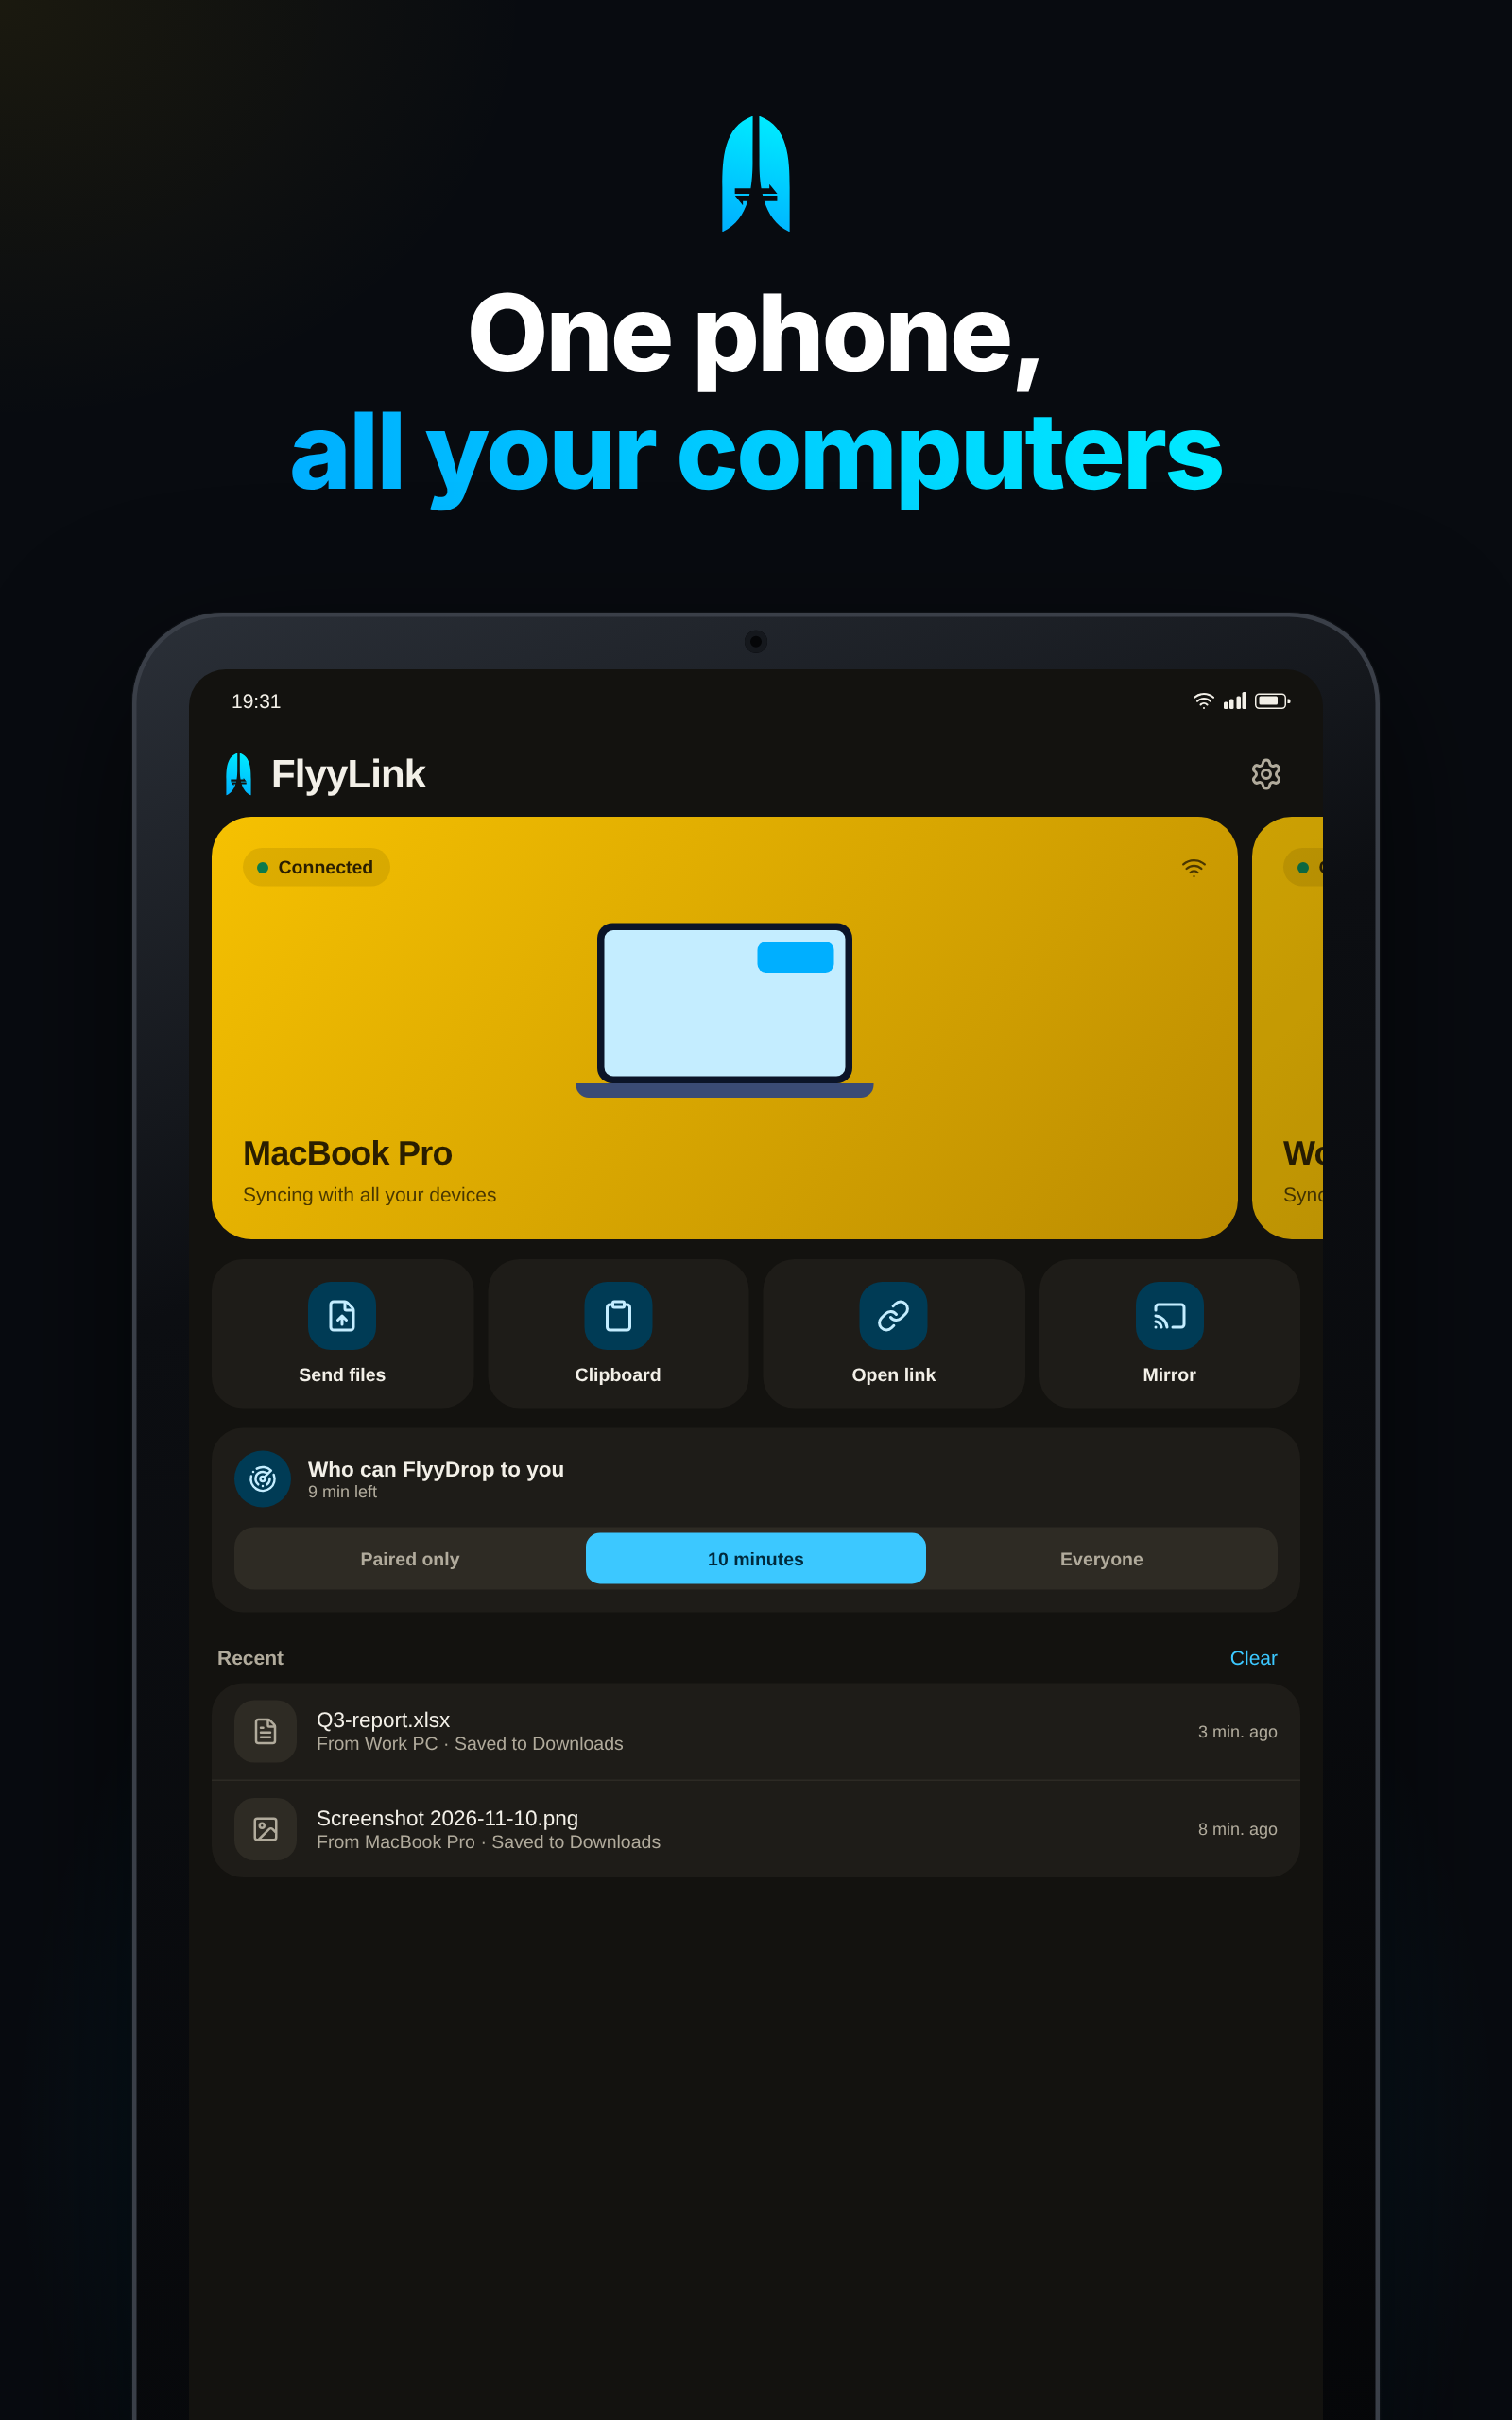 One phone,
all your computers
19:31
FlyyLink
Connected
MacBook Pro
Syncing with all your devices
Send files
Clipboard
Open link
Mirror
Who can FlyyDrop to you
9 min left
Paired only
10 minutes
Everyone
Recent
Clear
Q3-report.xlsx
From Work PC · Saved to Downloads
3 min. ago
Screenshot 2026-11-10.png
From MacBook Pro · Saved to Downloads
8 min. ago